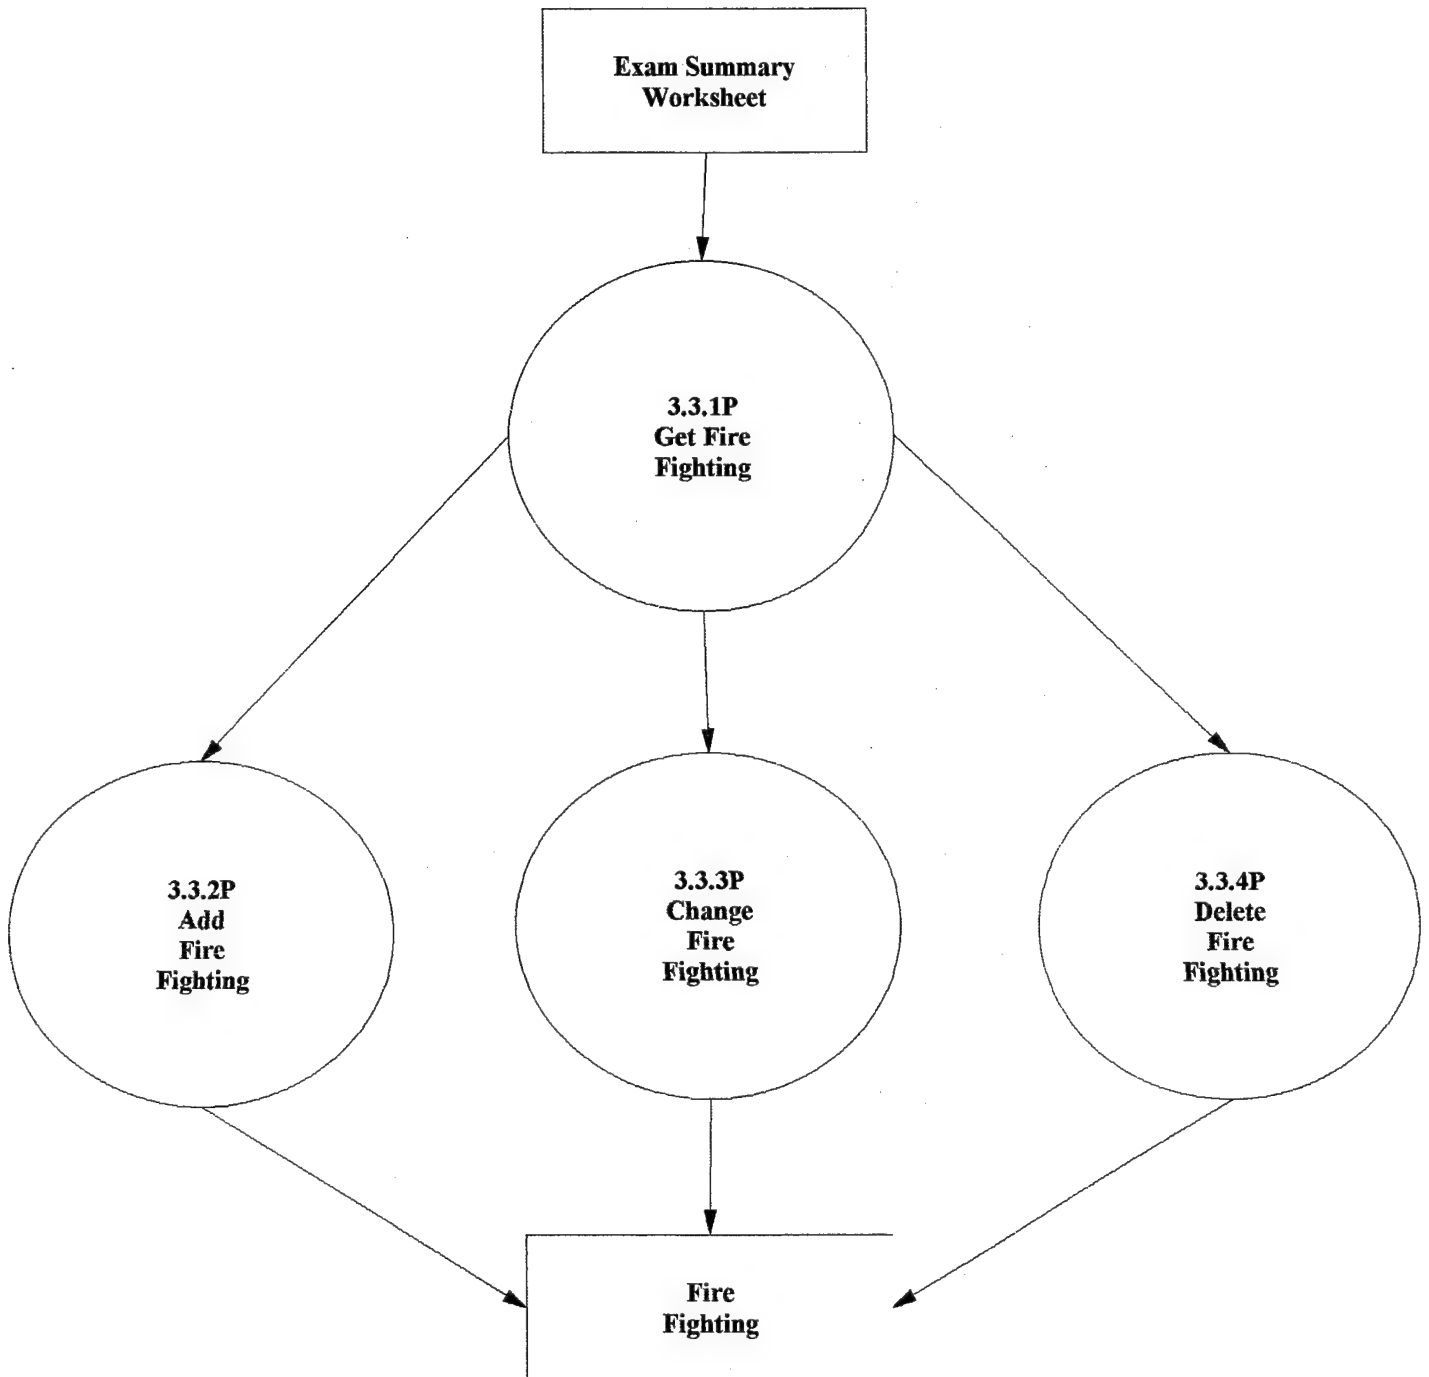 Exam Summary
Worksheet
3.3.1P
Get Fire
Fighting
3.3.2P
Add
Fire
Fighting
3.3.3P
Change
Fire
Fighting
3.3.4P
Delete
Fire
Fighting
Fire
Fighting